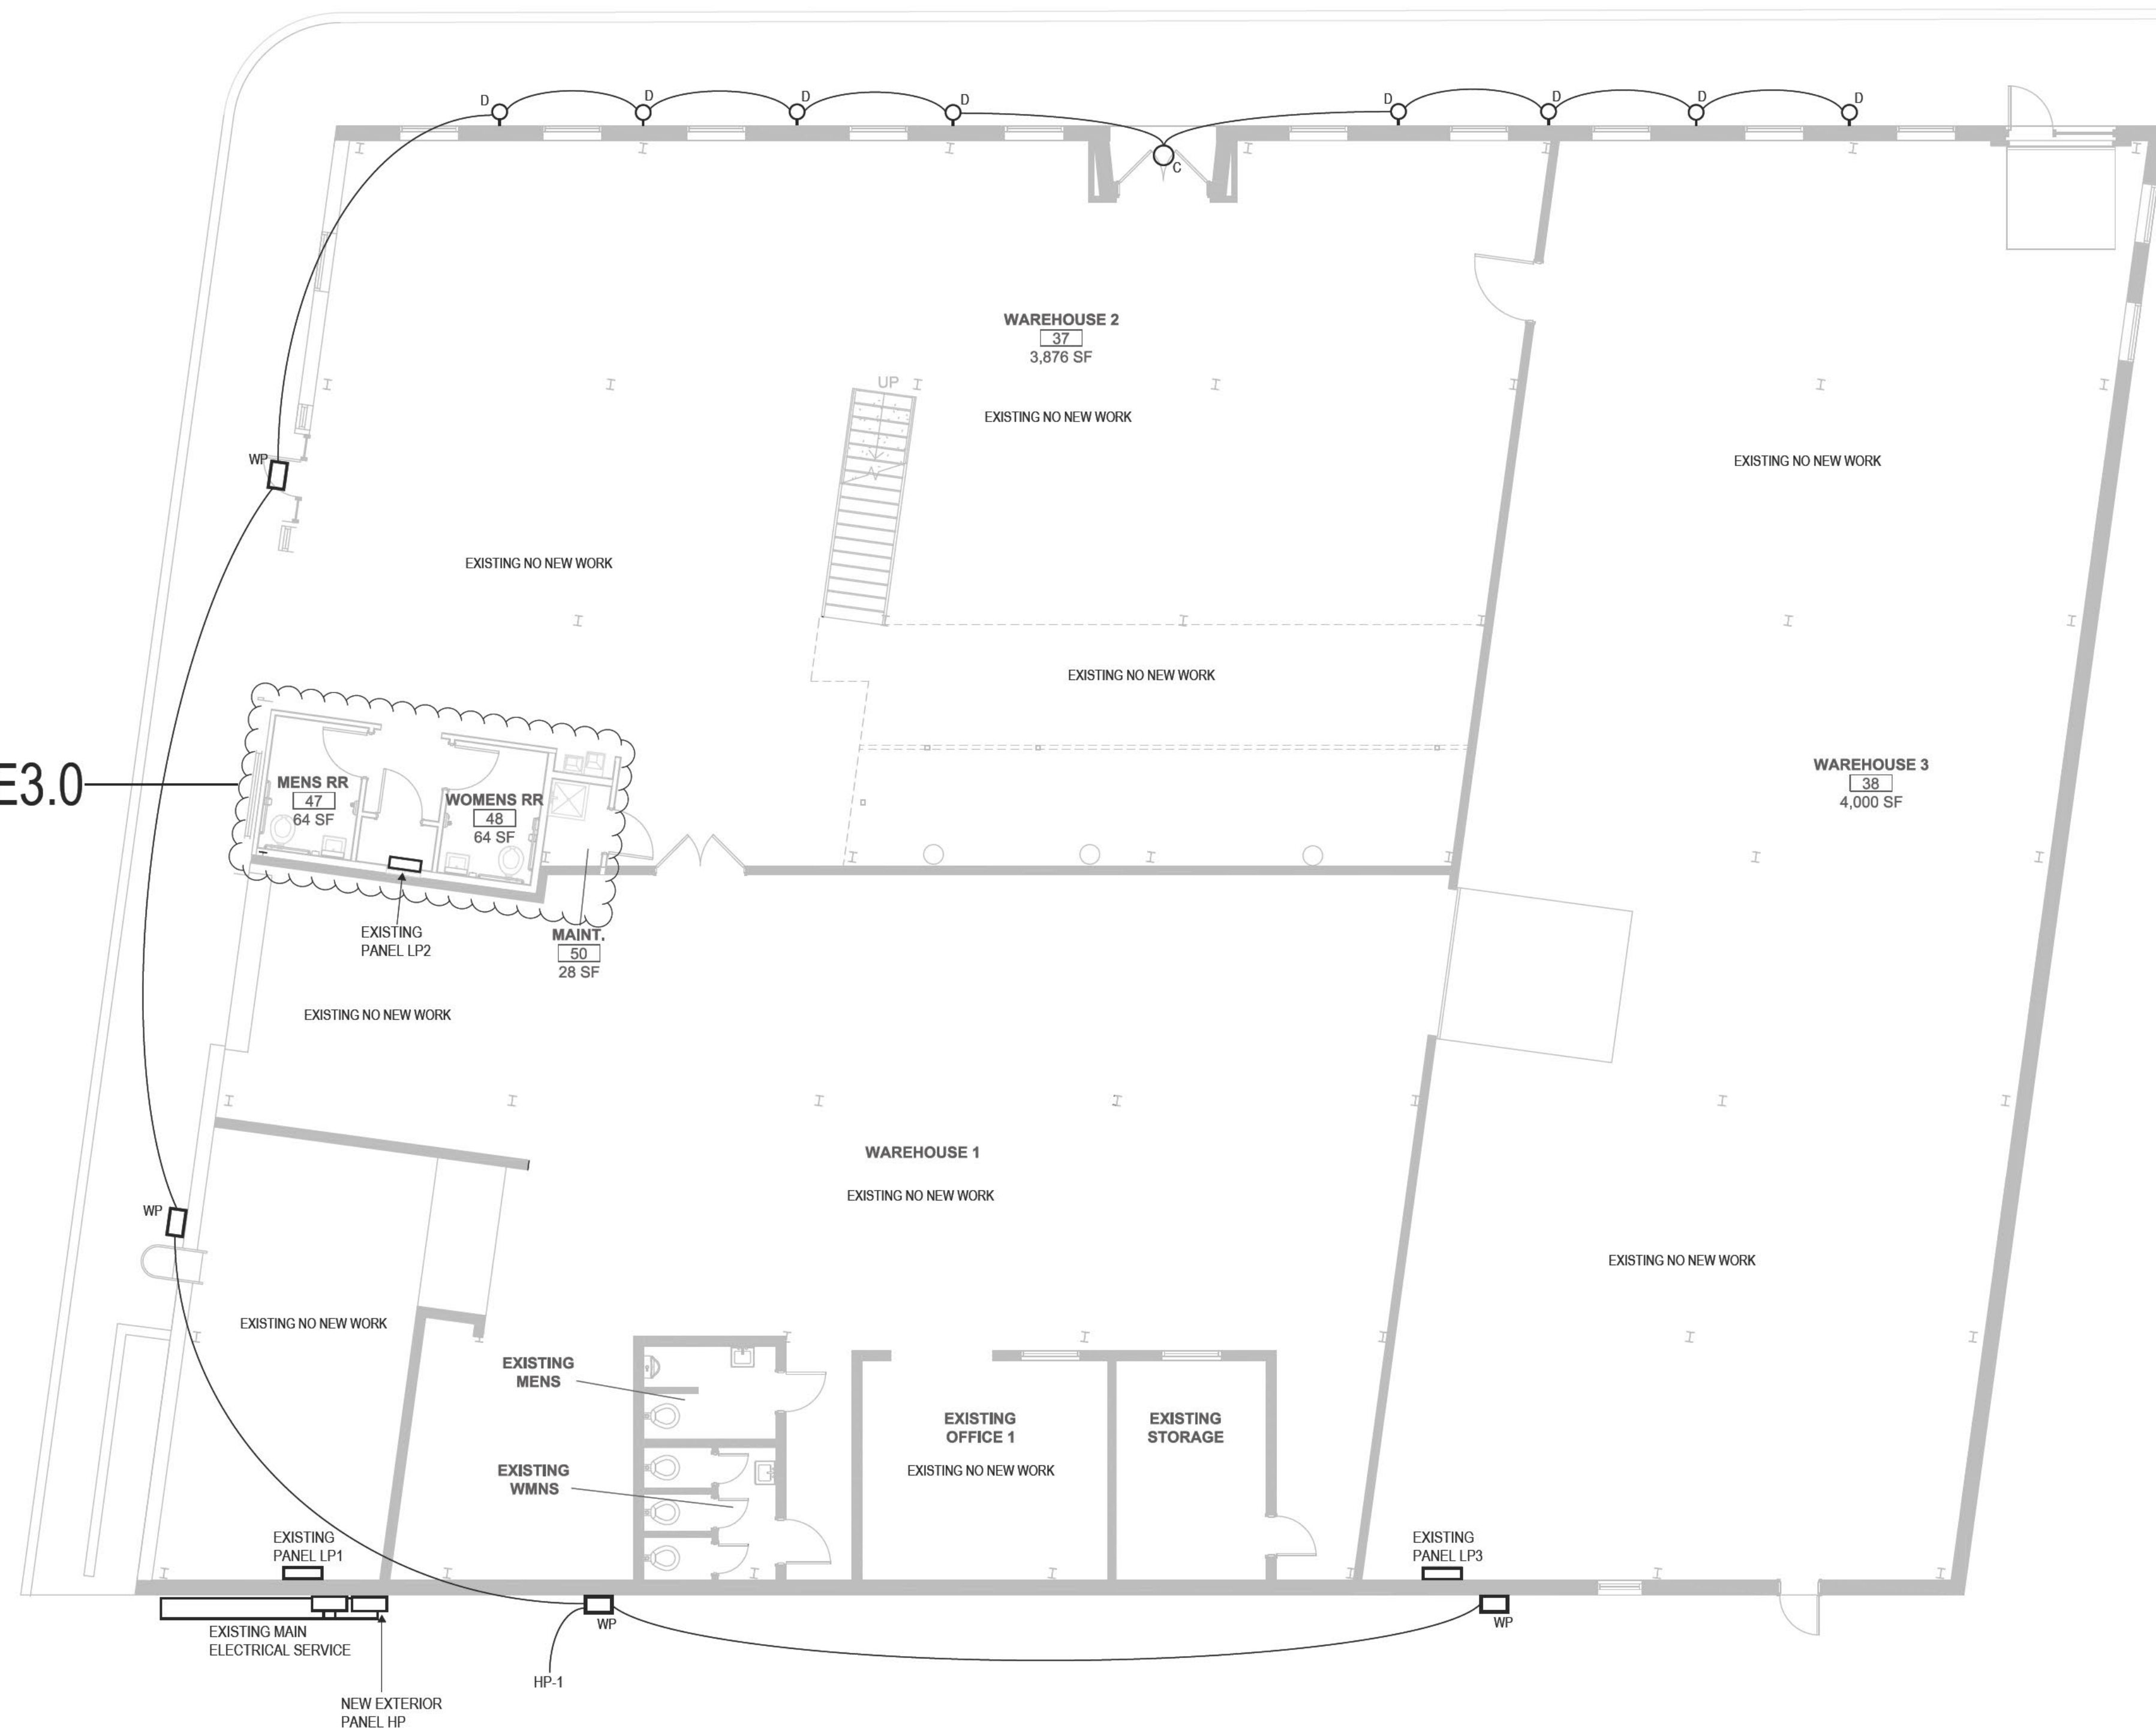 D
D
D
D
D
D
D
D
C
WAREHOUSE 2
37
3,876 SF
UP
EXISTING NO NEW WORK
EXISTING NO NEW WORK
WP
EXISTING NO NEW WORK
EXISTING NO NEW WORK
E3.0
MENS RR
47
64 SF
WOMENS RR
48
64 SF
WAREHOUSE 3
38
4,000 SF
EXISTING
PANEL LP2
MAINT.
50
28 SF
EXISTING NO NEW WORK
WAREHOUSE 1
EXISTING NO NEW WORK
WP
EXISTING NO NEW WORK
EXISTING NO NEW WORK
EXISTING
MENS
EXISTING
OFFICE 1
EXISTING NO NEW WORK
EXISTING
STORAGE
EXISTING
WMNS
EXISTING
PANEL LP1
EXISTING
PANEL LP3
WP
WP
EXISTING MAIN
ELECTRICAL SERVICE
HP-1
NEW EXTERIOR
PANEL HP